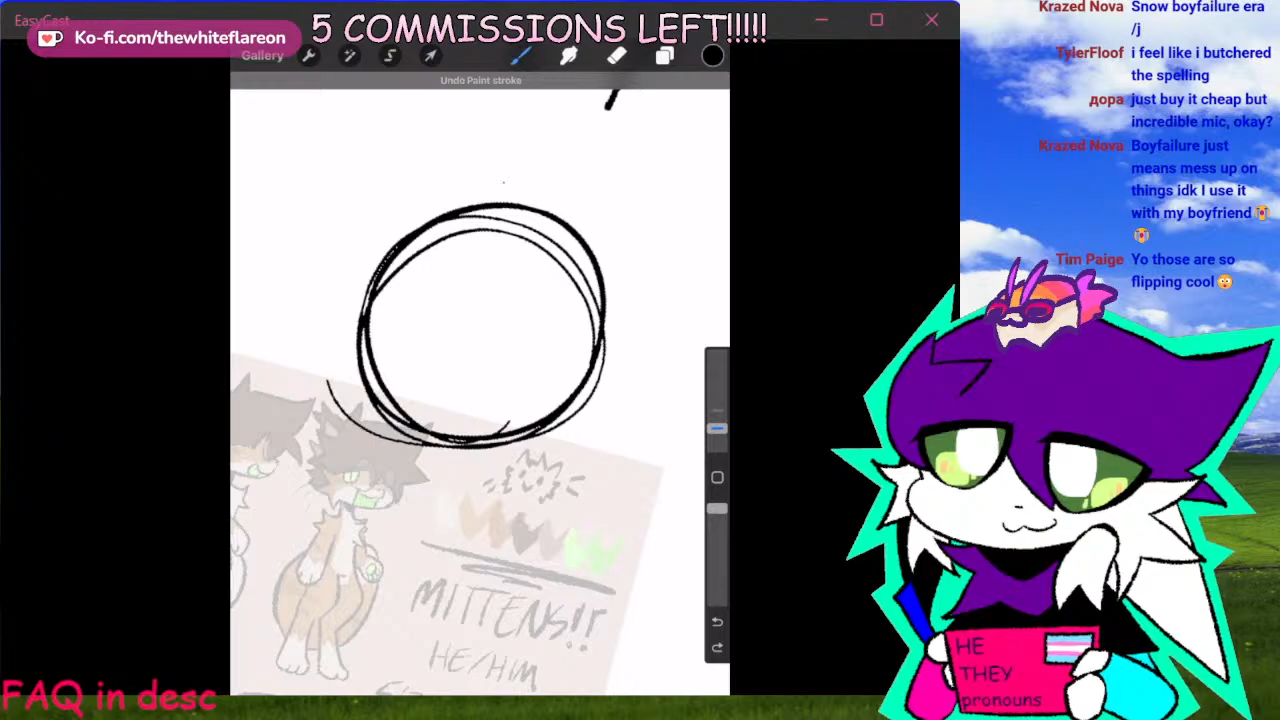 EasyCast
Ko-fi.com/thewhiteflareon
5 COMMISSIONS LEFT!!!!!
Gallery
Undo Paint stroke
Krazed Nova Snow boyfailure era
/j
TylerFloof i feel like i butchered
the spelling
дора just buy it cheap but
incredible mic, okay?
Krazed Nova Boyfailure just
means mess up on
things idk I use it
with my boyfriend 😭
😭
Tim Paige Yo those are so
flipping cool 😳
MITTENS!!
HE/HIM
HE
THEY
pronouns
FAQ in desc